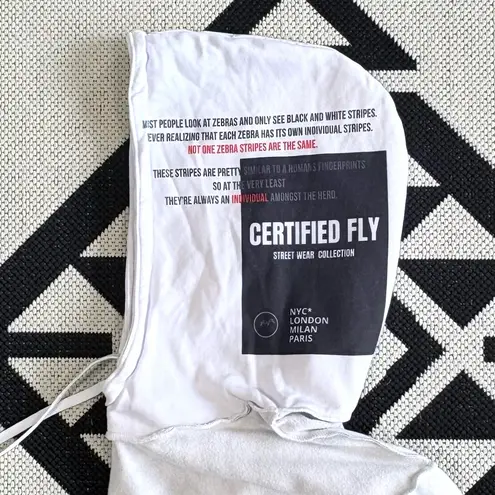 MOST PEOPLE LOOK AT ZEBRAS AND ONLY SEE BLACK AND WHITE STRIPES.
EVER REALIZING THAT EACH ZEBRA HAS ITS OWN INDIVIDUAL STRIPES.
NOT ONE ZEBRA STRIPES ARE THE SAME.
THESE STRIPES ARE PRETTY SIMILAR TO A HUMANS FINGERPRINTS
SO AT THE VERY LEAST
THEY'RE ALWAYS AN INDIVIDUAL AMONGST THE HERD.
CERTIFIED FLY
STREET WEAR COLLECTION
NYC*
LONDON
MILAN
PARIS